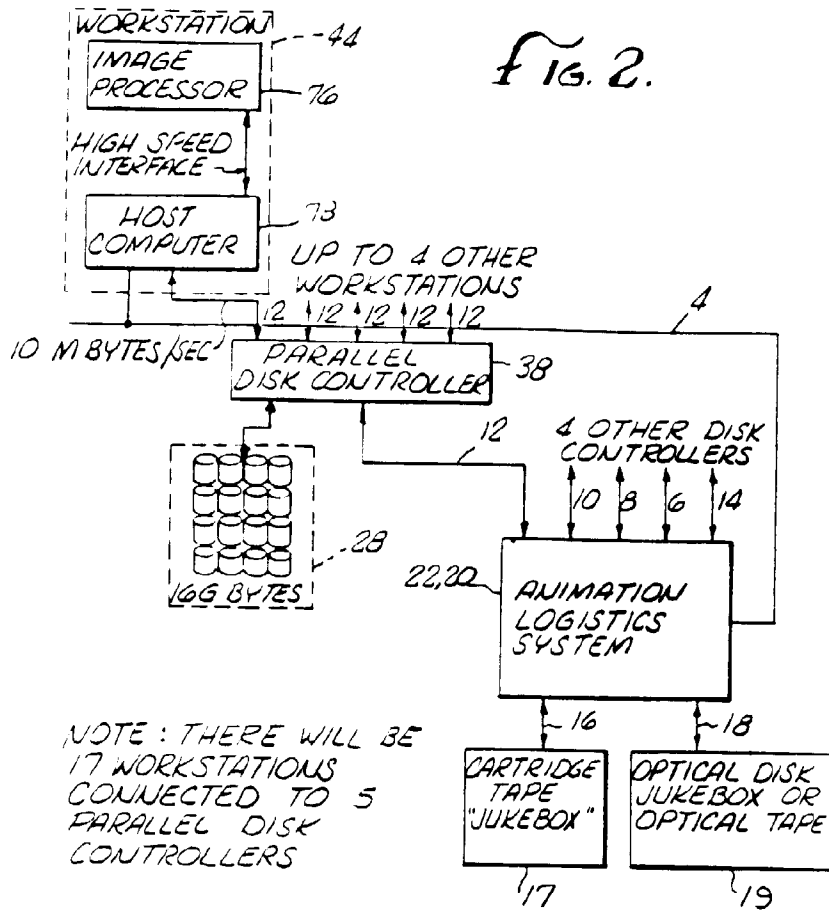 WORKSTATION
44
FIG. 2.
IMAGE
PROCESSOR
76
HIGH SPEED
INTERFACE
HOST
COMPUTER
78
UP TO 4 OTHER
WORKSTATIONS
12 12 12 12 12
4
10 M BYTES/SEC
PARALLEL
DISK CONTROLLER
38
12
4 OTHER DISK
CONTROLLERS
10 8 6 14
28
16G BYTES
22,20
ANIMATION
LOGISTICS
SYSTEM
16
18
NOTE: THERE WILL BE
17 WORKSTATIONS
CONNECTED TO 5
PARALLEL DISK
CONTROLLERS
CARTRIDGE
TAPE
"JUKEBOX"
OPTICAL DISK
JUKEBOX OR
OPTICAL TAPE
17
19